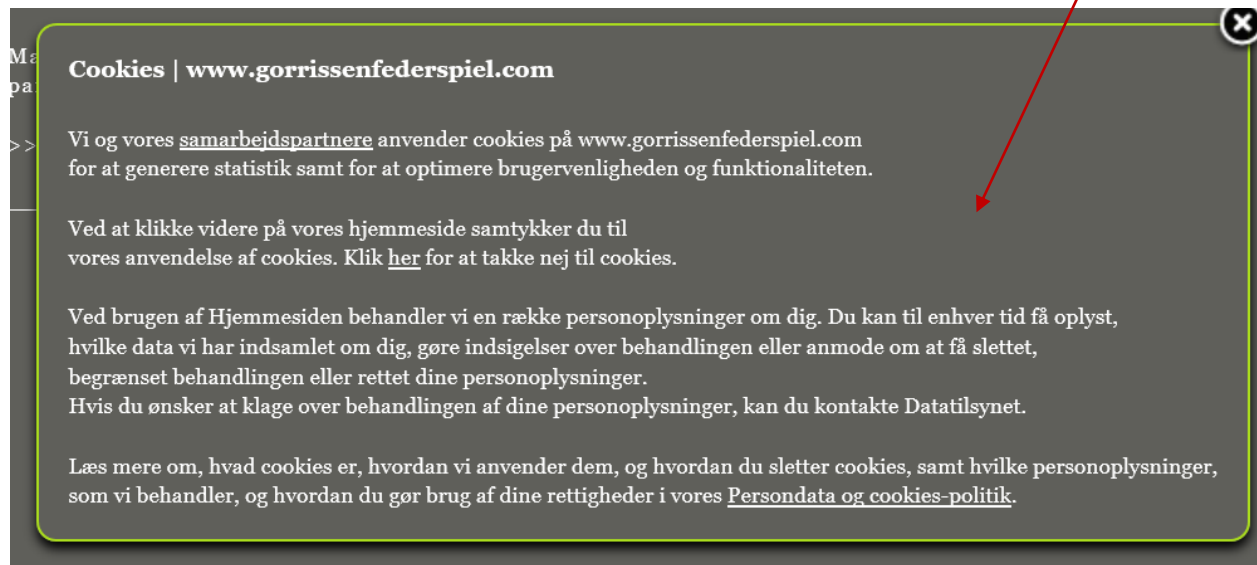 Ma
pa
>>
Cookies | www.gorrissenfederspiel.com
Vi og vores samarbejdspartnere anvender cookies på www.gorrissenfederspiel.com
for at generere statistik samt for at optimere brugervenligheden og funktionaliteten.
Ved at klikke videre på vores hjemmeside samtykker du til
vores anvendelse af cookies. Klik her for at takke nej til cookies.
Ved brugen af Hjemmesiden behandler vi en række personoplysninger om dig. Du kan til enhver tid få oplyst,
hvilke data vi har indsamlet om dig, gøre indsigelser over behandlingen eller anmode om at få slettet,
begrænset behandlingen eller rettet dine personoplysninger.
Hvis du ønsker at klage over behandlingen af dine personoplysninger, kan du kontakte Datatilsynet.
Læs mere om, hvad cookies er, hvordan vi anvender dem, og hvordan du sletter cookies, samt hvilke personoplysninger,
som vi behandler, og hvordan du gør brug af dine rettigheder i vores Persondata og cookies-politik.